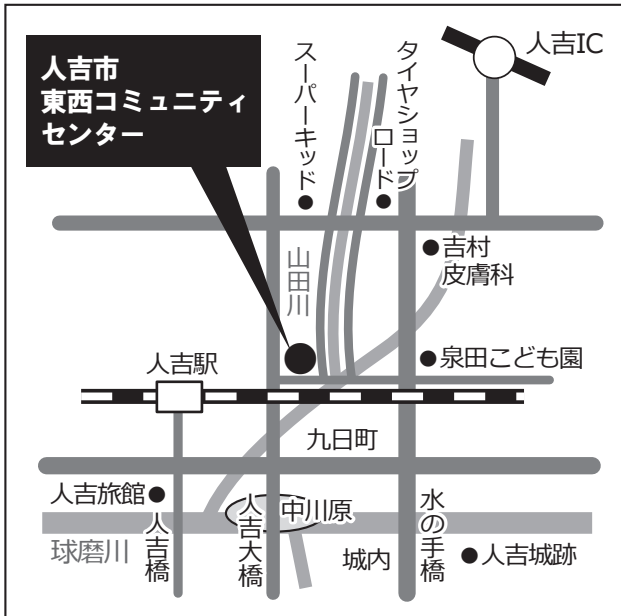 人吉市
東西コミュニティ
センター
スーパーキッド
タイヤショップ
ロード
人吉IC
山田川
吉村
皮膚科
人吉駅
泉田こども園
九日町
人吉旅館
人吉橋
人吉大橋
中川原
水の手橋
球磨川
城内
人吉城跡